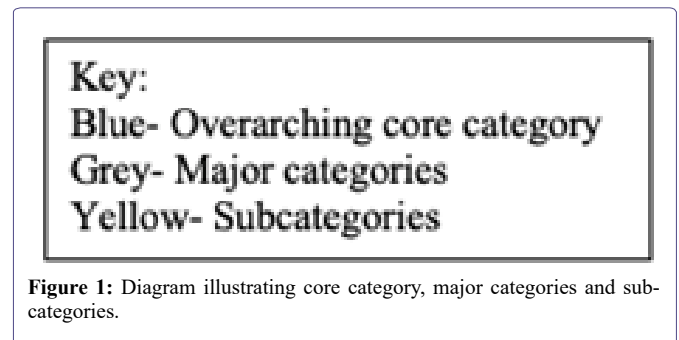 Key:
Blue- Overarching core category
Grey- Major categories
Yellow- Subcategories
Figure 1: Diagram illustrating core category, major categories and sub-
categories.